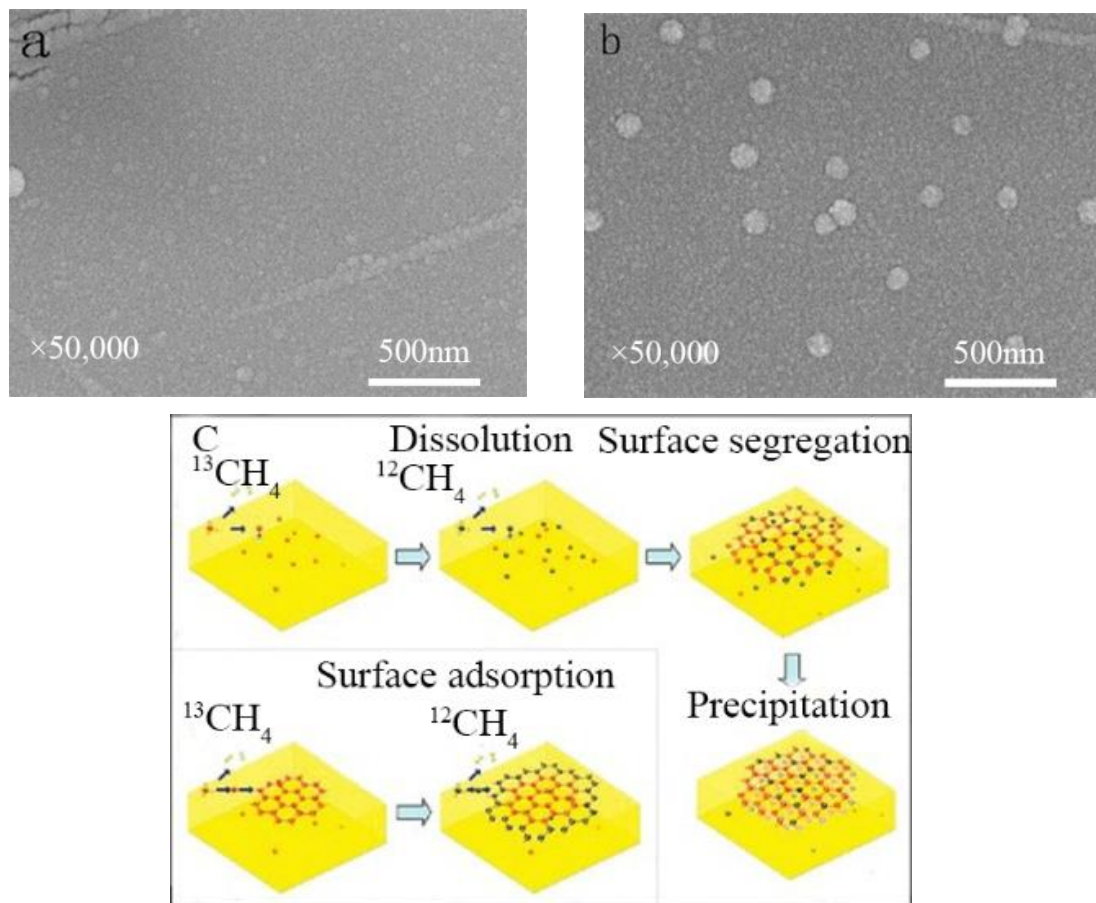 a
×50,000
500nm
b
×50,000
500nm
C
Dissolution
Surface segregation
¹³CH₄
¹²CH₄
Surface adsorption
¹³CH₄
¹²CH₄
Precipitation